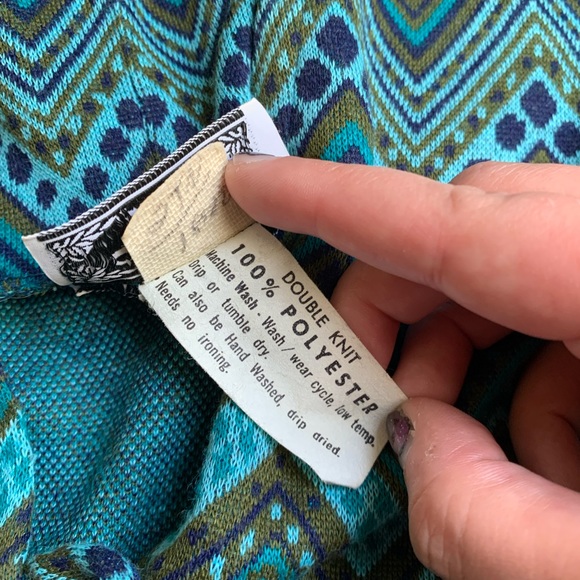 DOUBLE KNIT
100% POLYESTER
Machine Wash - Wash/wear cycle, low temp.
Drip or tumble dry.
Can also be Hand Washed, drip dried.
Needs no ironing.